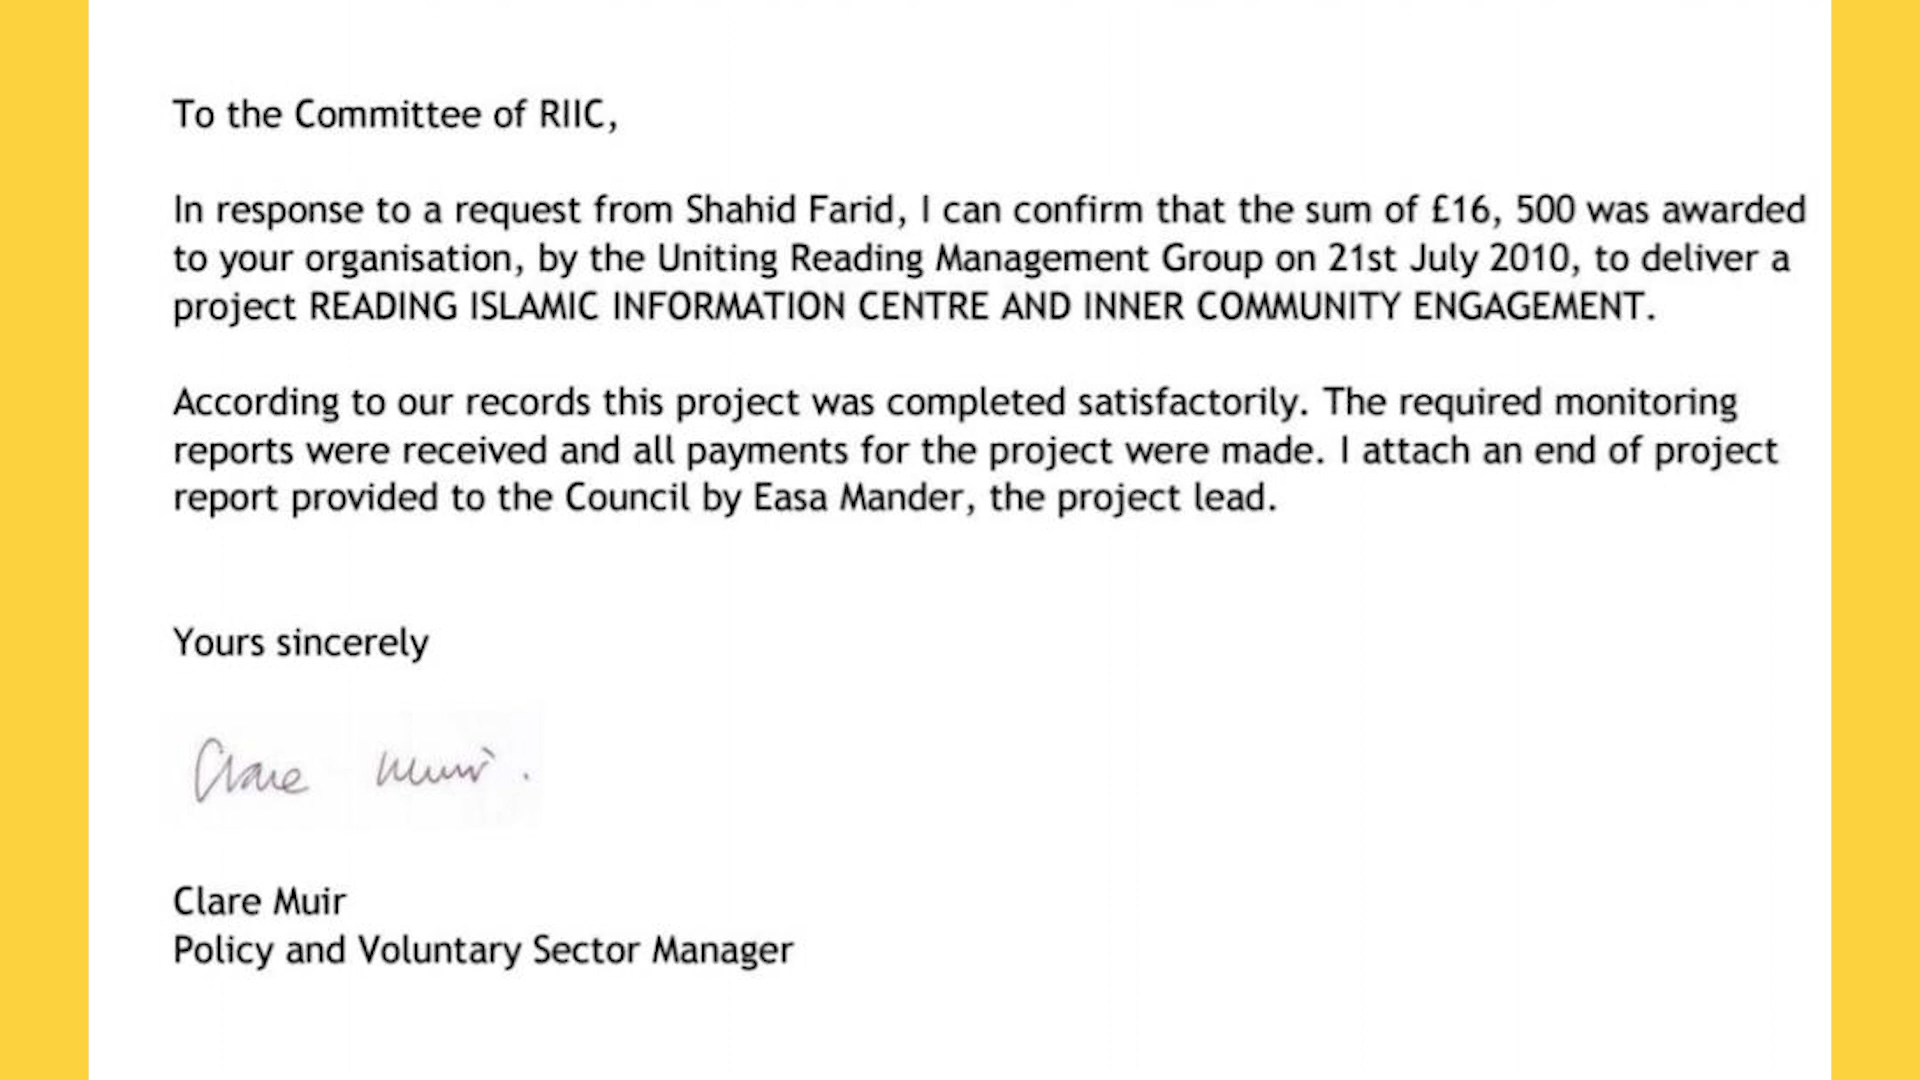 To the Committee of RIIC,
In response to a request from Shahid Farid, I can confirm that the sum of £16, 500 was awarded
to your organisation, by the Uniting Reading Management Group on 21st July 2010, to deliver a
project READING ISLAMIC INFORMATION CENTRE AND INNER COMMUNITY ENGAGEMENT.
According to our records this project was completed satisfactorily. The required monitoring
reports were received and all payments for the project were made. I attach an end of project
report provided to the Council by Easa Mander, the project lead.
Yours sincerely
Clare Muir.
Clare Muir
Policy and Voluntary Sector Manager